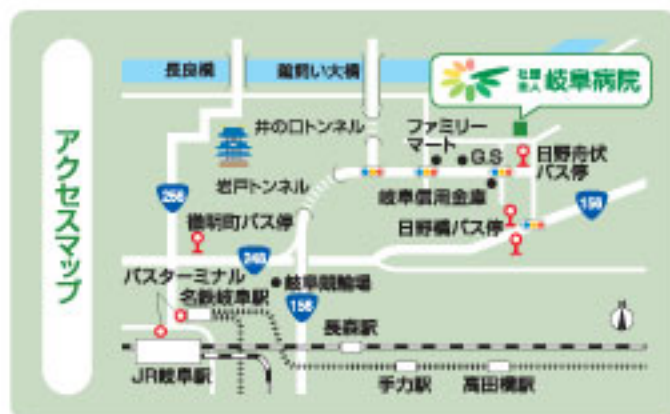 アクセスマップ
長良橋
鵜飼い大橋
社団
法人
岐阜病院
井の口トンネル
ファミリー
マート
G.S
日野舟伏
バス停
岩戸トンネル
岐阜信用金庫
256
徹明町バス停
日野橋バス停
156
248
バスターミナル
名鉄岐阜駅
岐阜競輪場
156
長森駅
N
JR岐阜駅
手力駅
高田橋駅